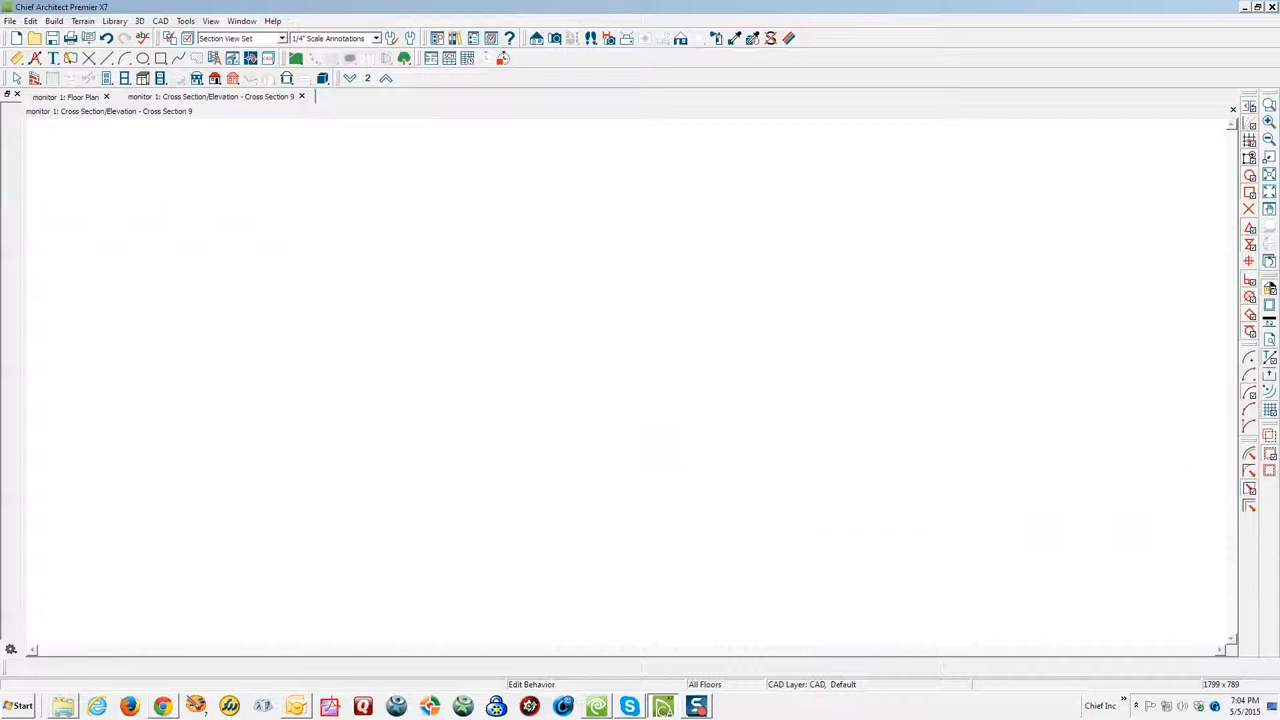 Chief Architect Premier X7
File Edit Build Terrain Library 3D CAD Tools View Window Help
Section View Set 1/4" Scale Annotations
2
monitor 1: Floor Plan monitor 1: Cross Section/Elevation - Cross Section 9
monitor 1: Cross Section/Elevation - Cross Section 9
Edit Behavior All Floors CAD Layer: CAD, Default 1799 x 789
Start Chief Inc 7:04 PM
5/5/2015